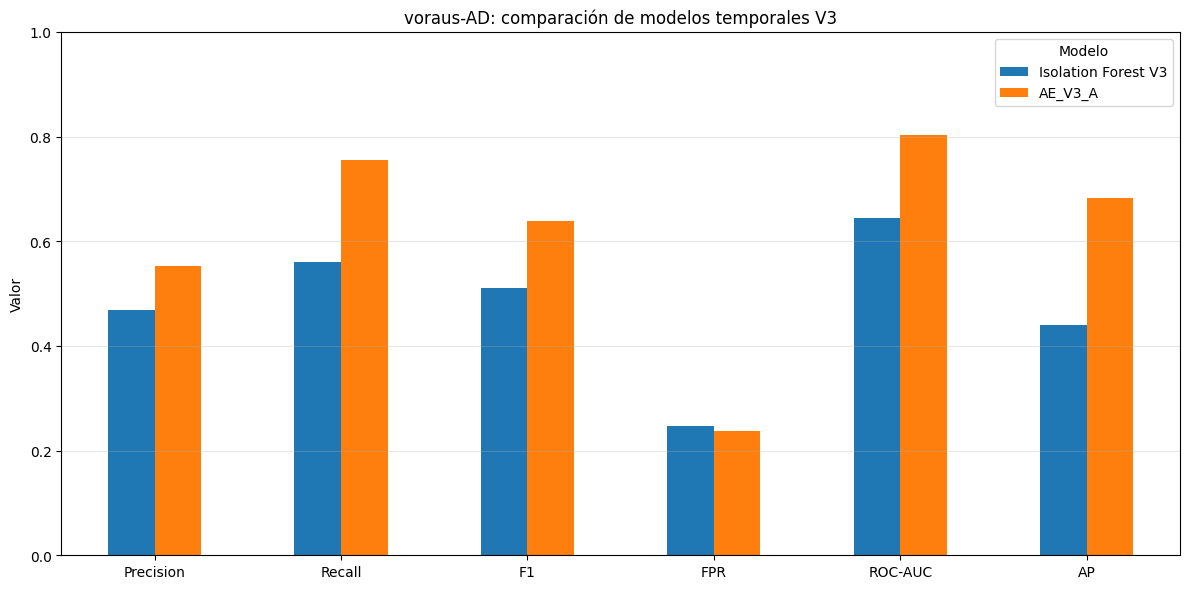 voraus-AD: comparación de modelos temporales V3
Modelo
Isolation Forest V3
AE_V3_A
Valor
1.0
0.8
0.6
0.4
0.2
0.0
Precision
Recall
F1
FPR
ROC-AUC
AP